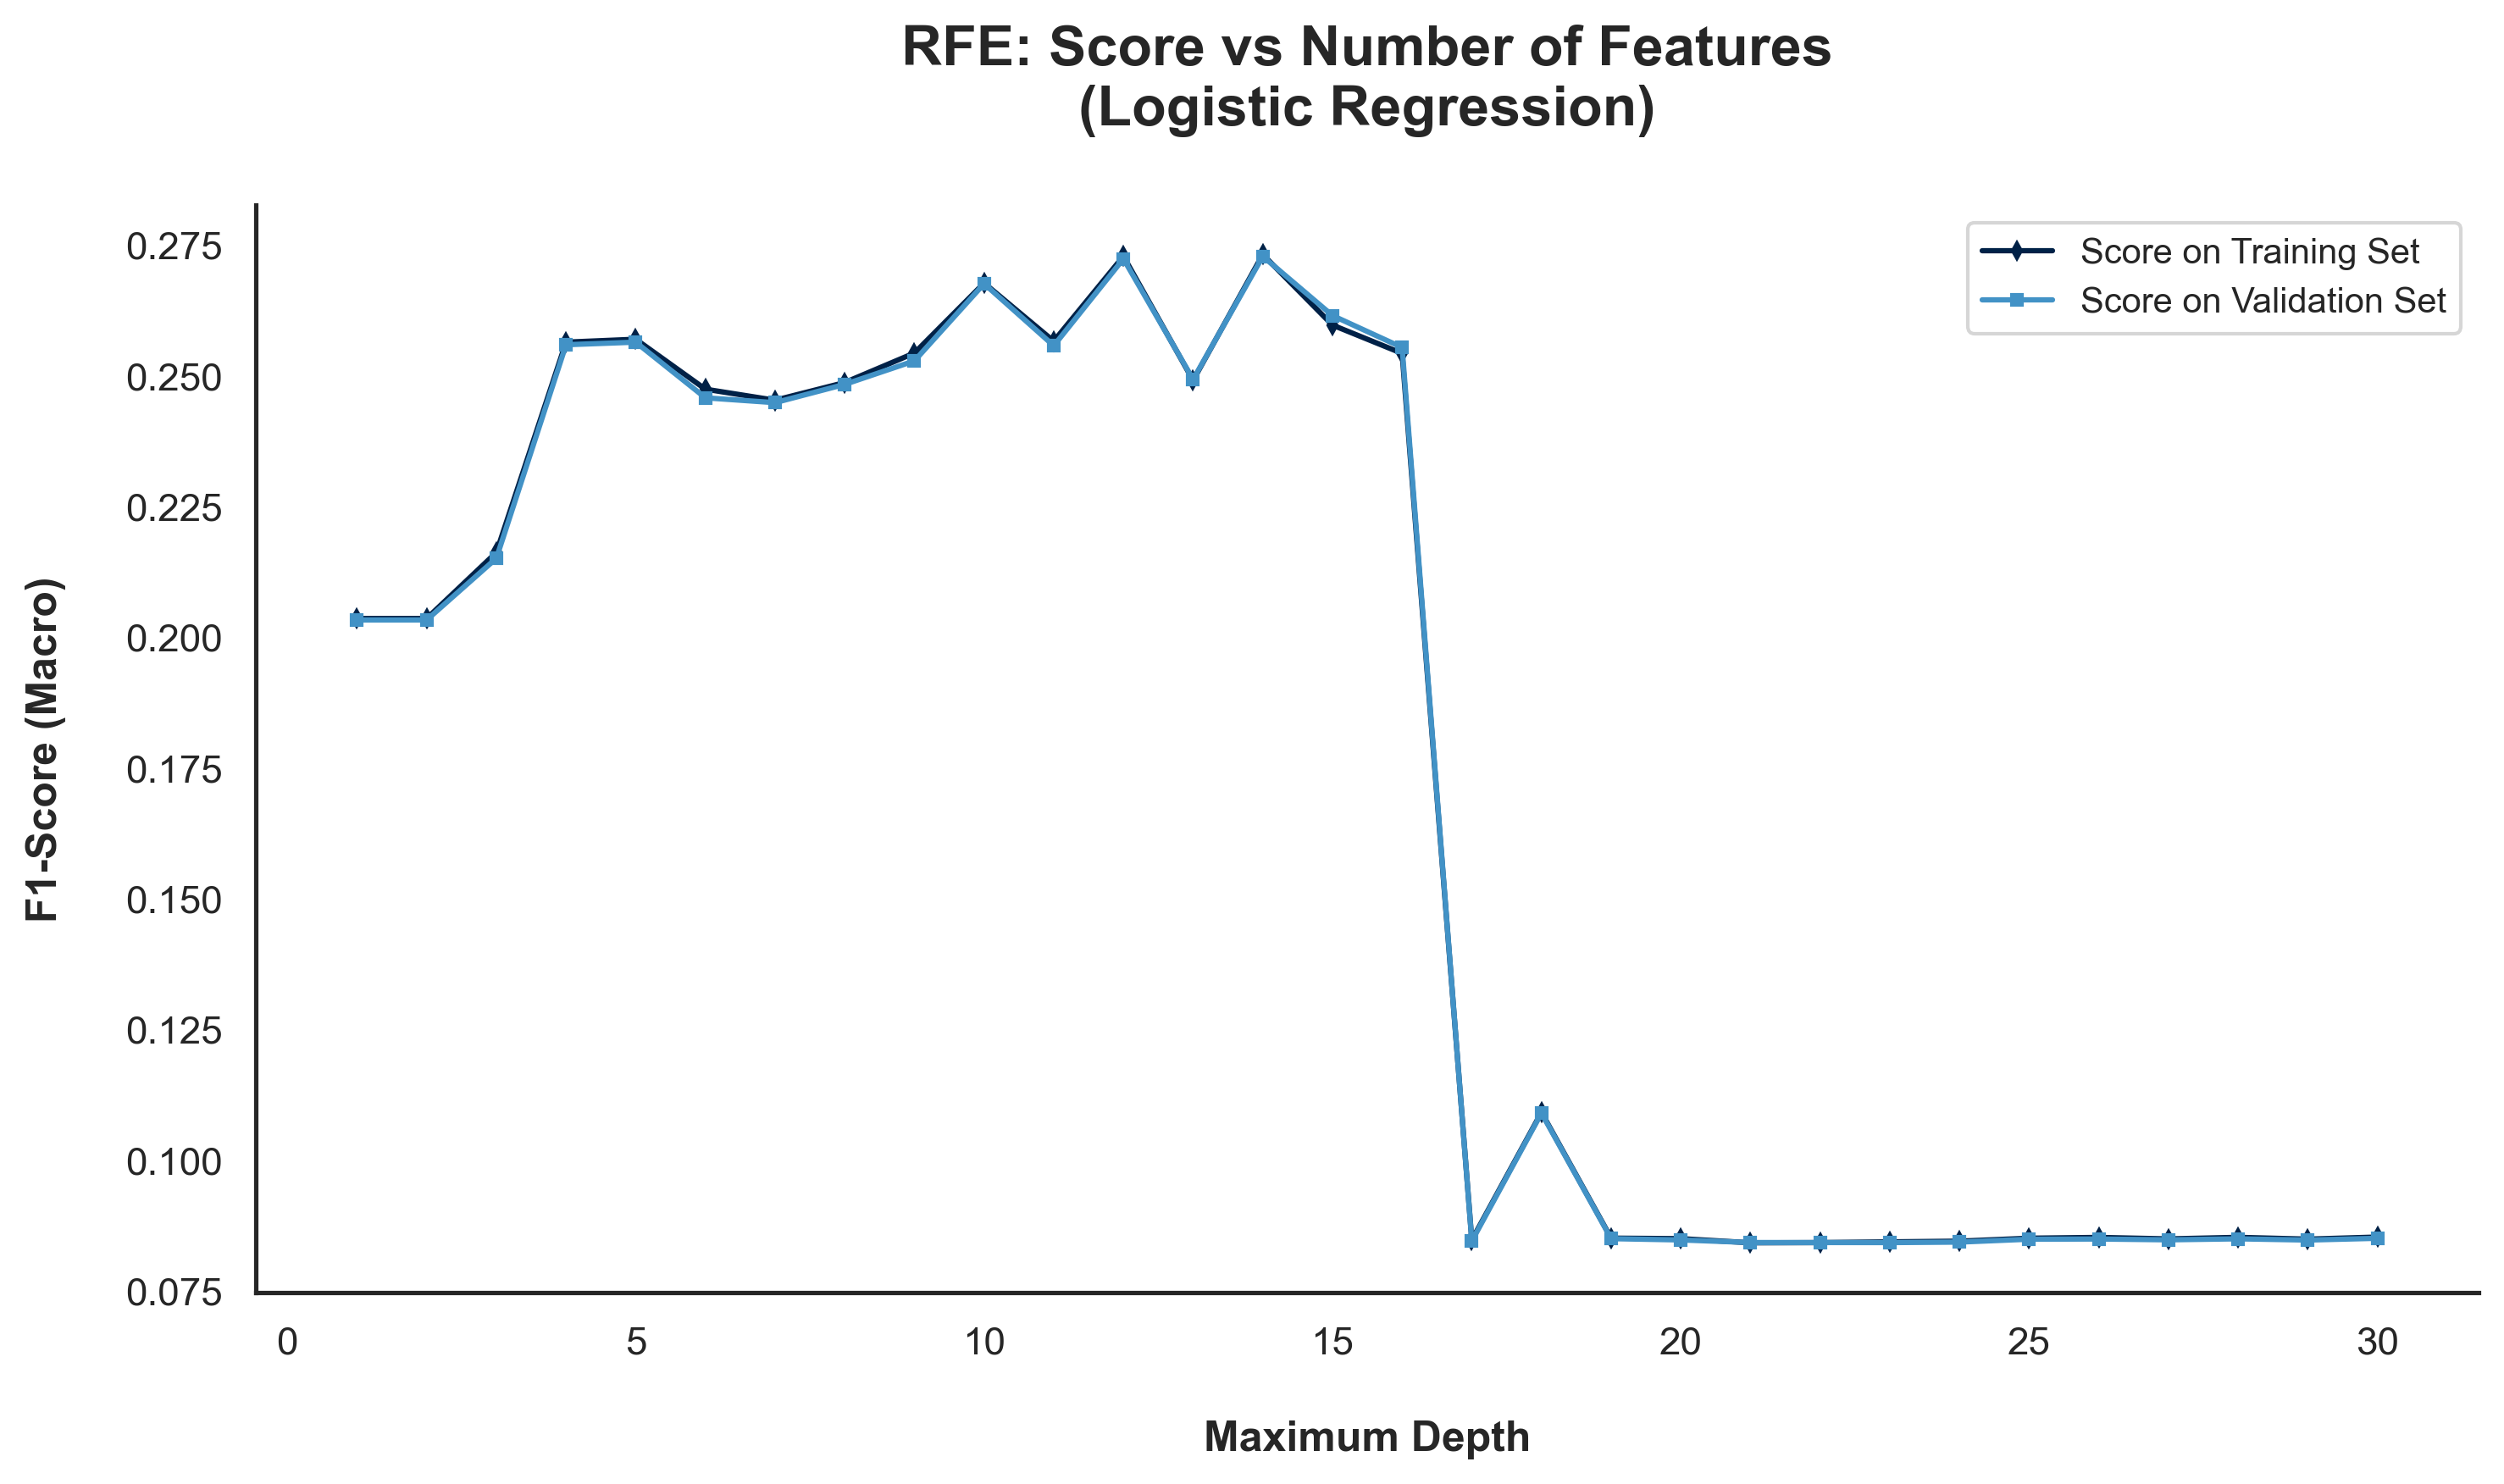 RFE: Score vs Number of Features
(Logistic Regression)
Score on Training Set
Score on Validation Set
F1-Score (Macro)
0.275
0.250
0.225
0.200
0.175
0.150
0.125
0.100
0.075
0 5 10 15 20 25 30
Maximum Depth